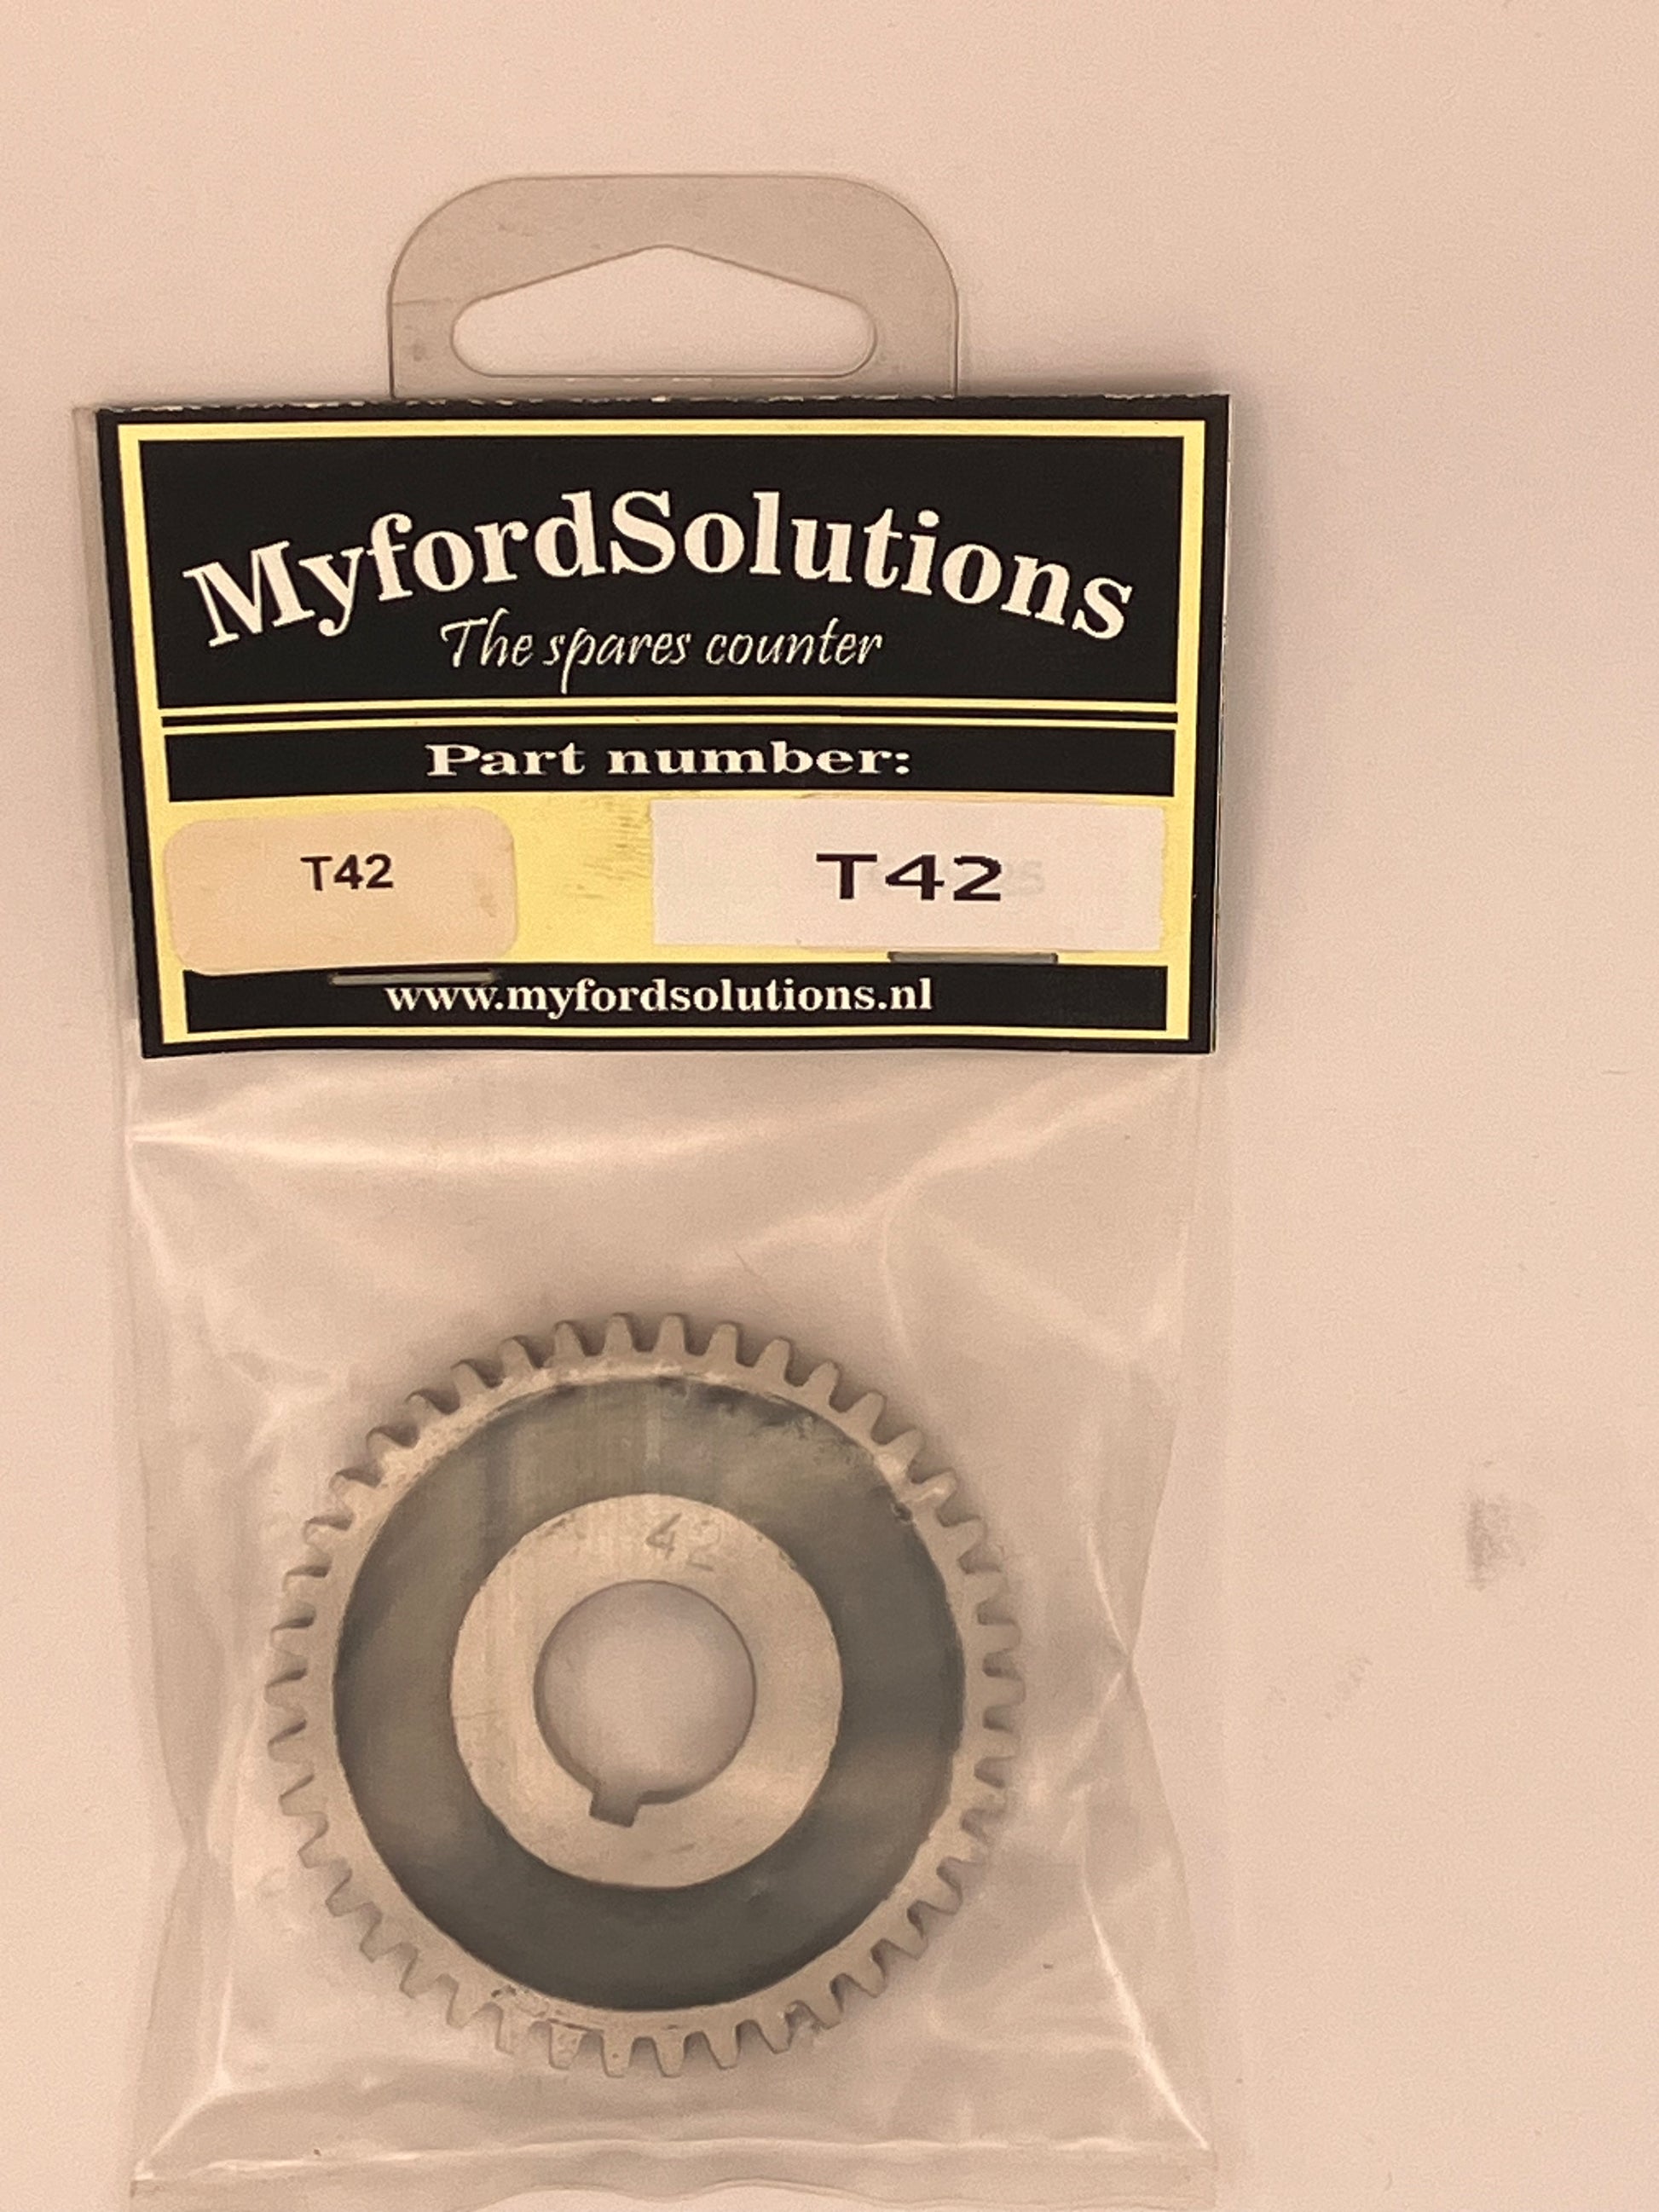 MyfordSolutions
The spares counter
Part number:
T42
T42
www.myfordsolutions.nl
42